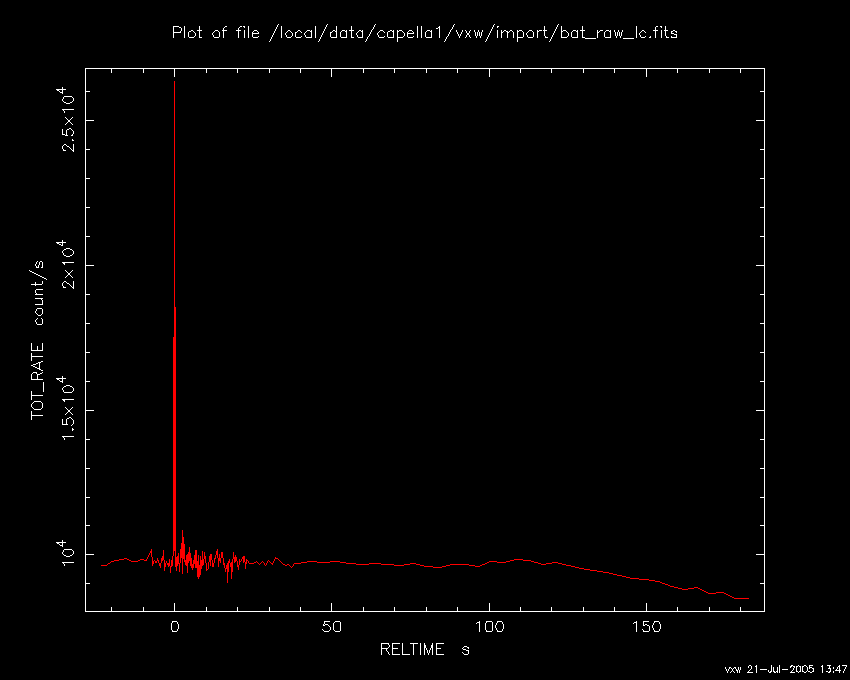 Plot of file /local/data/capella1/vxw/import/bat_raw_lc.fits
2.5×10⁴
2×10⁴
1.5×10⁴
10⁴
TOT_RATE count/s
0 50 100 150
RELTIME s
vxw 21-Jul-2005 13:47